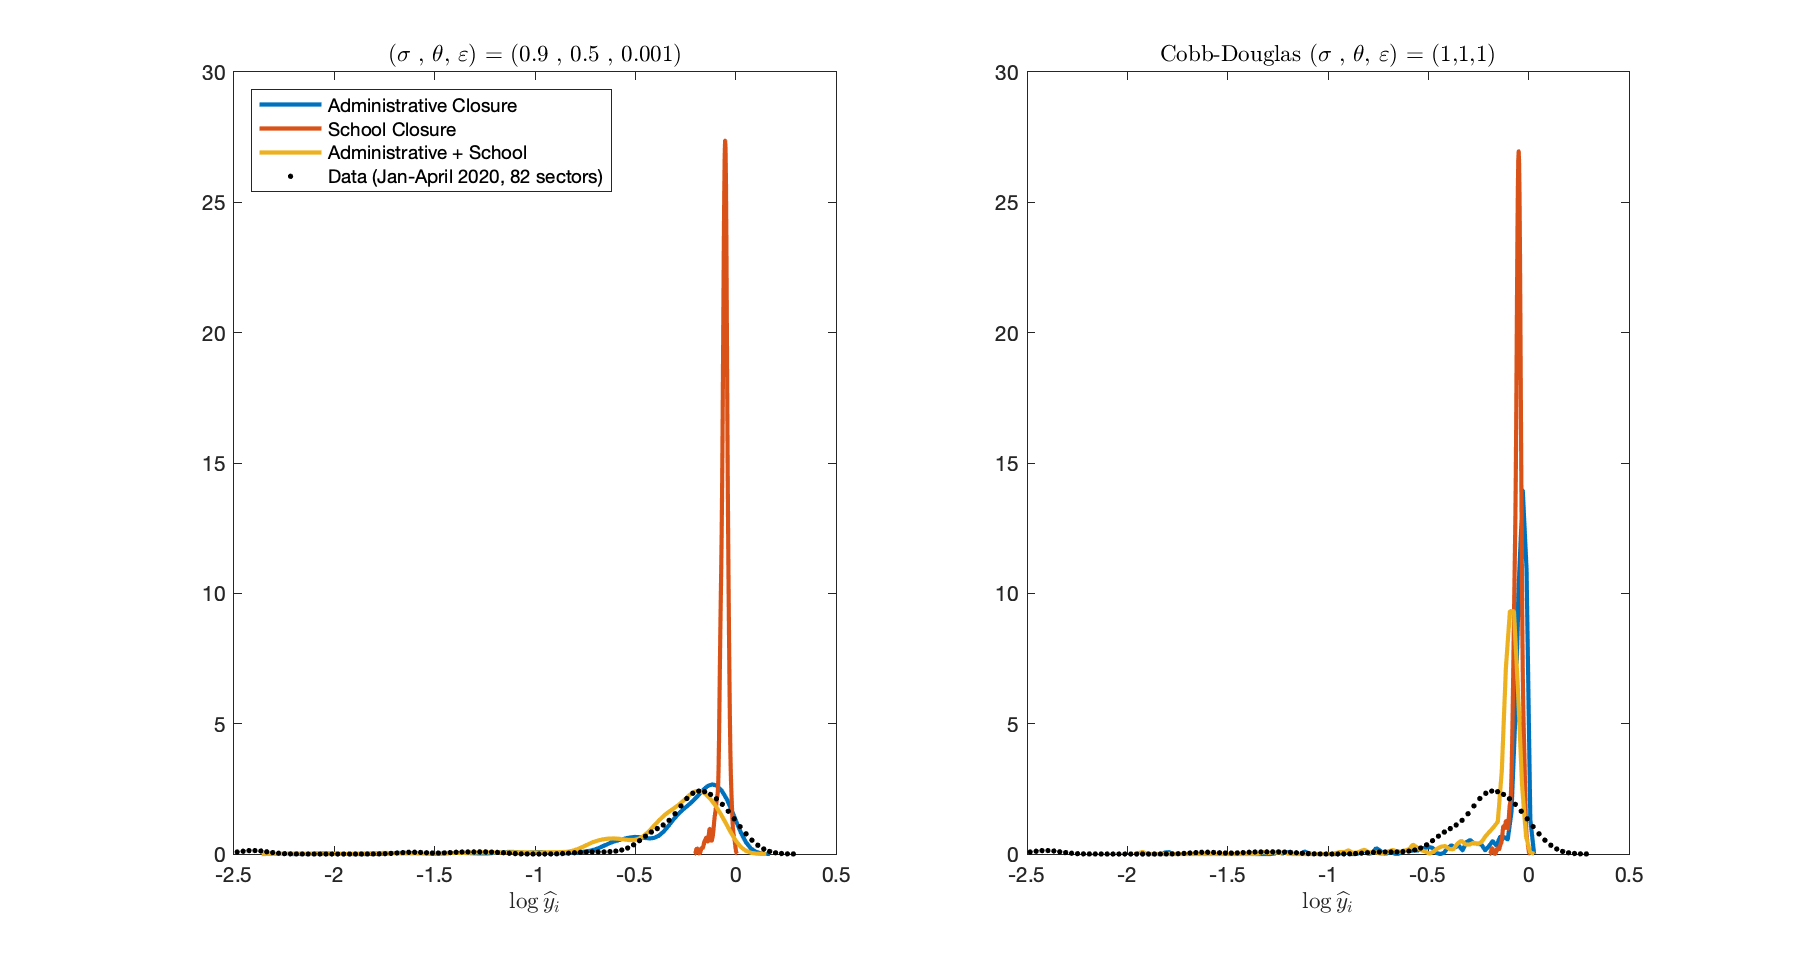 (σ , θ, ε) = (0.9 , 0.5 , 0.001)
30
25
20
15
10
5
0
-2.5 -2 -1.5 -1 -0.5 0 0.5
log ŷᵢ
Administrative Closure
School Closure
Administrative + School
Data (Jan-April 2020, 82 sectors)
Cobb-Douglas (σ , θ, ε) = (1,1,1)
30
25
20
15
10
5
0
-2.5 -2 -1.5 -1 -0.5 0 0.5
log ŷᵢ